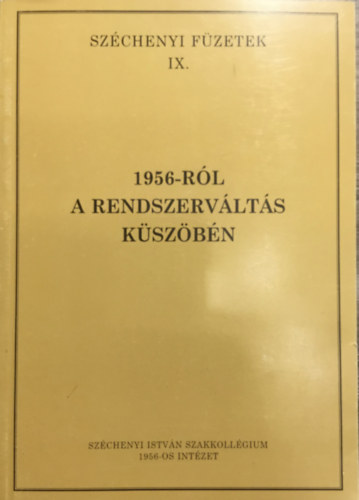 SZÉCHENYI FÜZETEK
IX.
1956-RÓL
A RENDSZERVÁLTÁS
KÜSZÖBÉN
SZÉCHENYI ISTVÁN SZAKKOLLÉGIUM
1956-OS INTÉZET